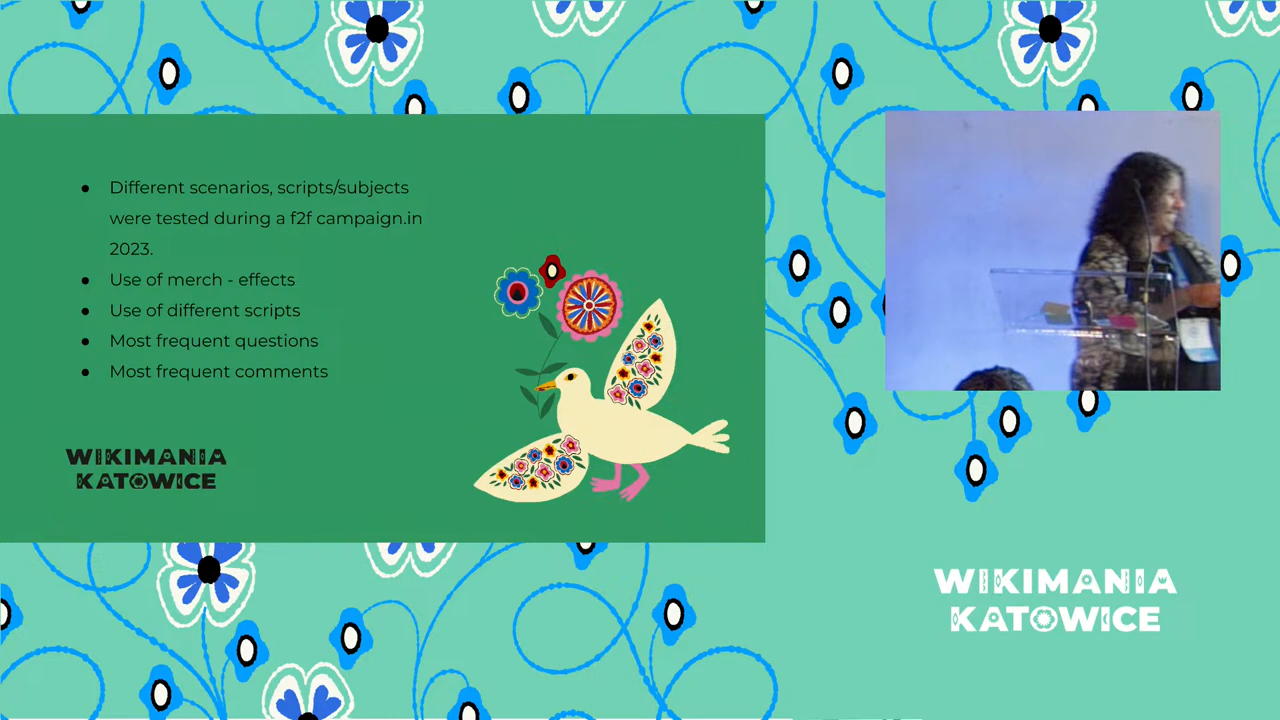 ● Different scenarios, scripts/subjects
were tested during a f2f campaign.in
2023.
● Use of merch - effects
● Use of different scripts
● Most frequent questions
● Most frequent comments
WIKIMANIA
KATOWICE
WIKIMANIA
KATOWICE